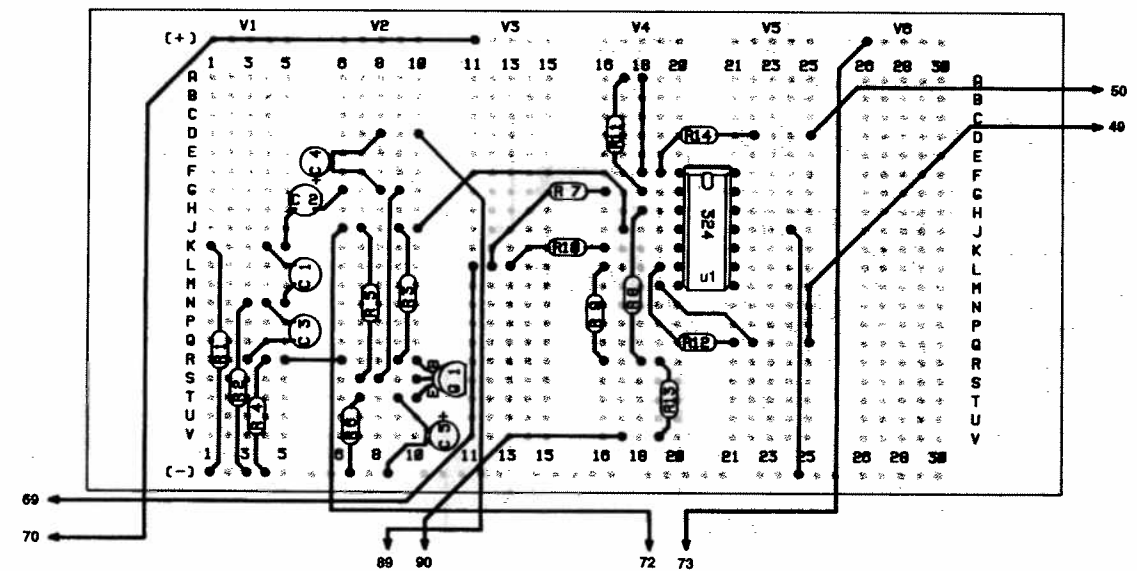 V1 V2 V3 V4 V5 V6
(+)
1 3 5 6 8 10 11 13 15 16 18 20 21 23 25 26 28 30
A A
B B
C C
D D
E E
F F
G G
H H
J J
K K
L L
M M
N N
P P
Q Q
R R
S S
T T
U U
V V
50
49
R11
R14
C 4
+
C 2
R 7
324
U1
R10
C 1
R 5
R 3
R 9
R 8
C 3
R1
R12
B
Q 1
E
R 2
R 4
R6
R13
C 5
+
1 3 5 6 8 10 11 13 15 16 18 20 21 23 25 26 28 30
(-)
69
70
89 90 72 73